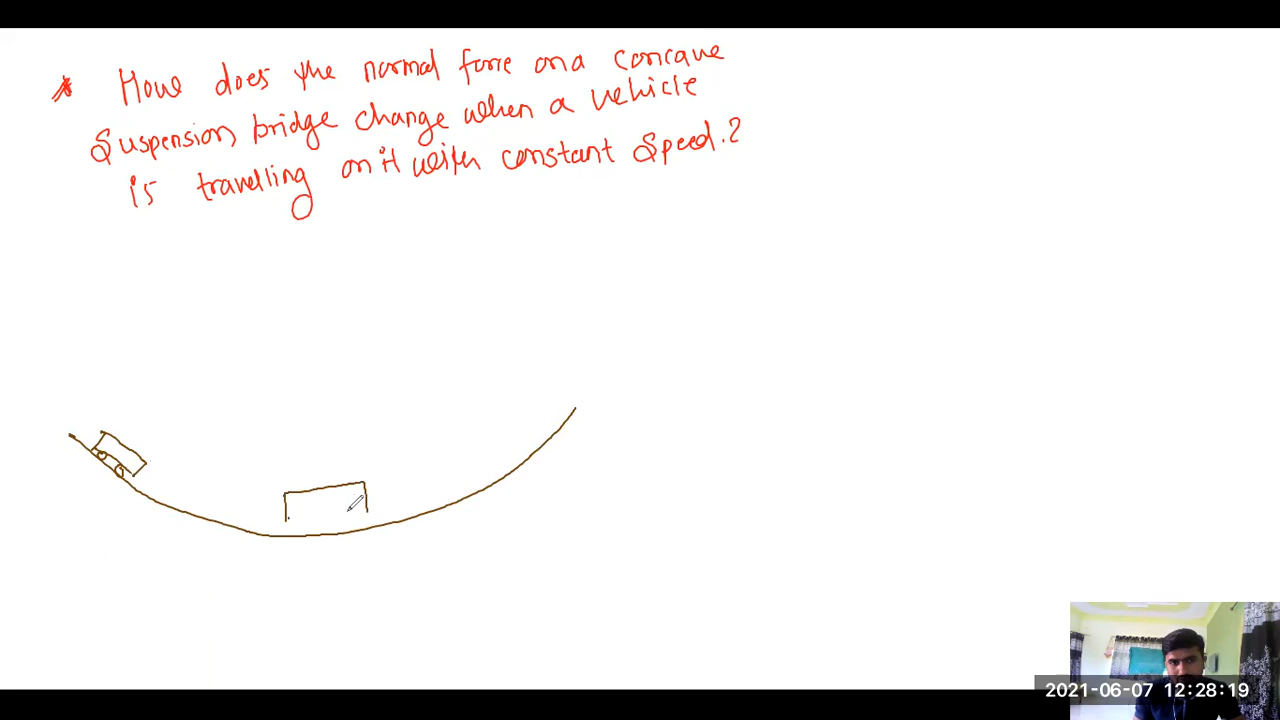 * How does the normal force on a concave
Suspension bridge change when a vehicle
is travelling on it with constant speed.?
2021-06-07 12:28:19